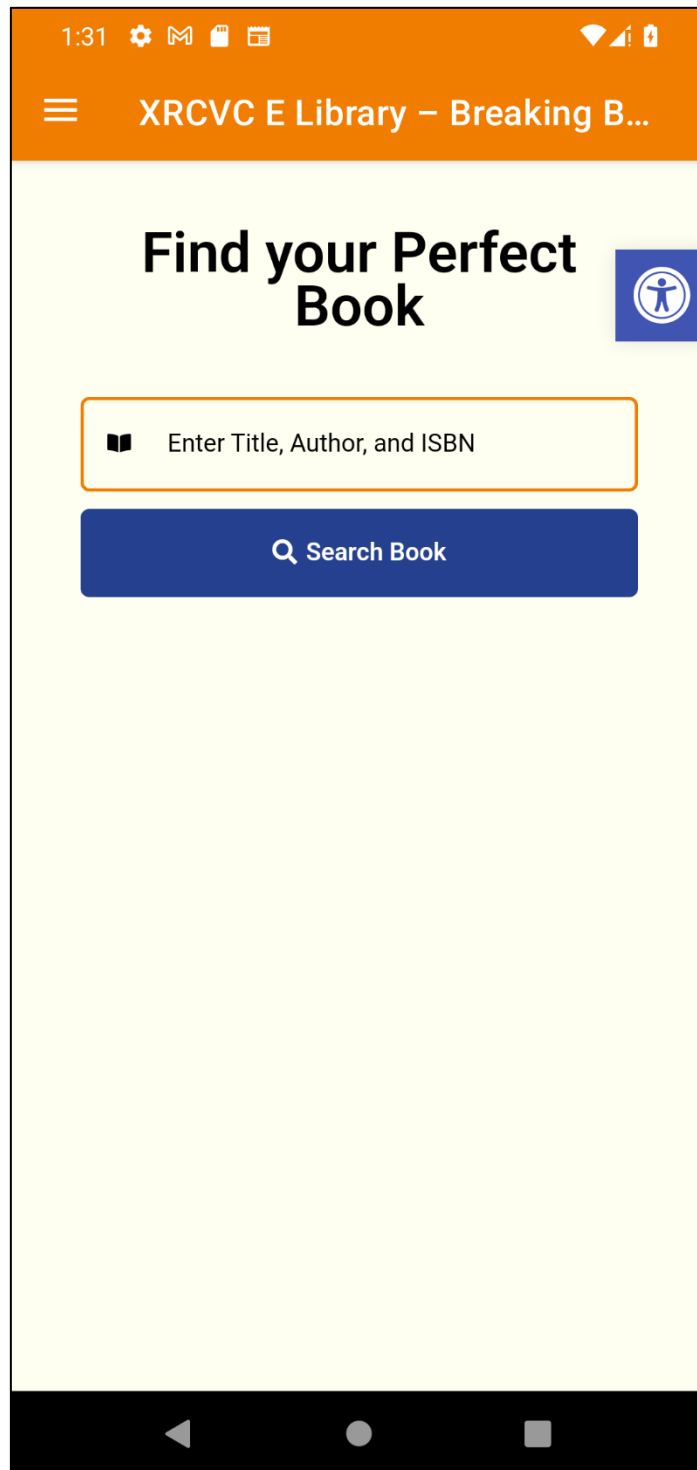 1:31
XRCVC E Library – Breaking B...
Find your Perfect
Book
Enter Title, Author, and ISBN
Search Book